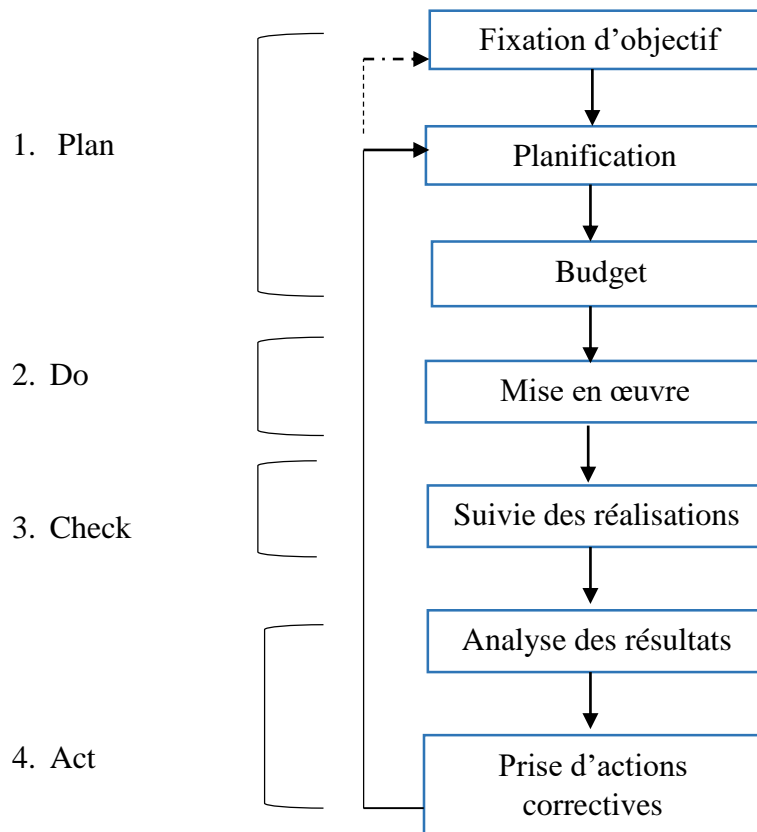 Fixation d’objectif
1. Plan
Planification
Budget
2. Do
Mise en œuvre
Suivie des réalisations
3. Check
Analyse des résultats
4. Act
Prise d’actions
correctives